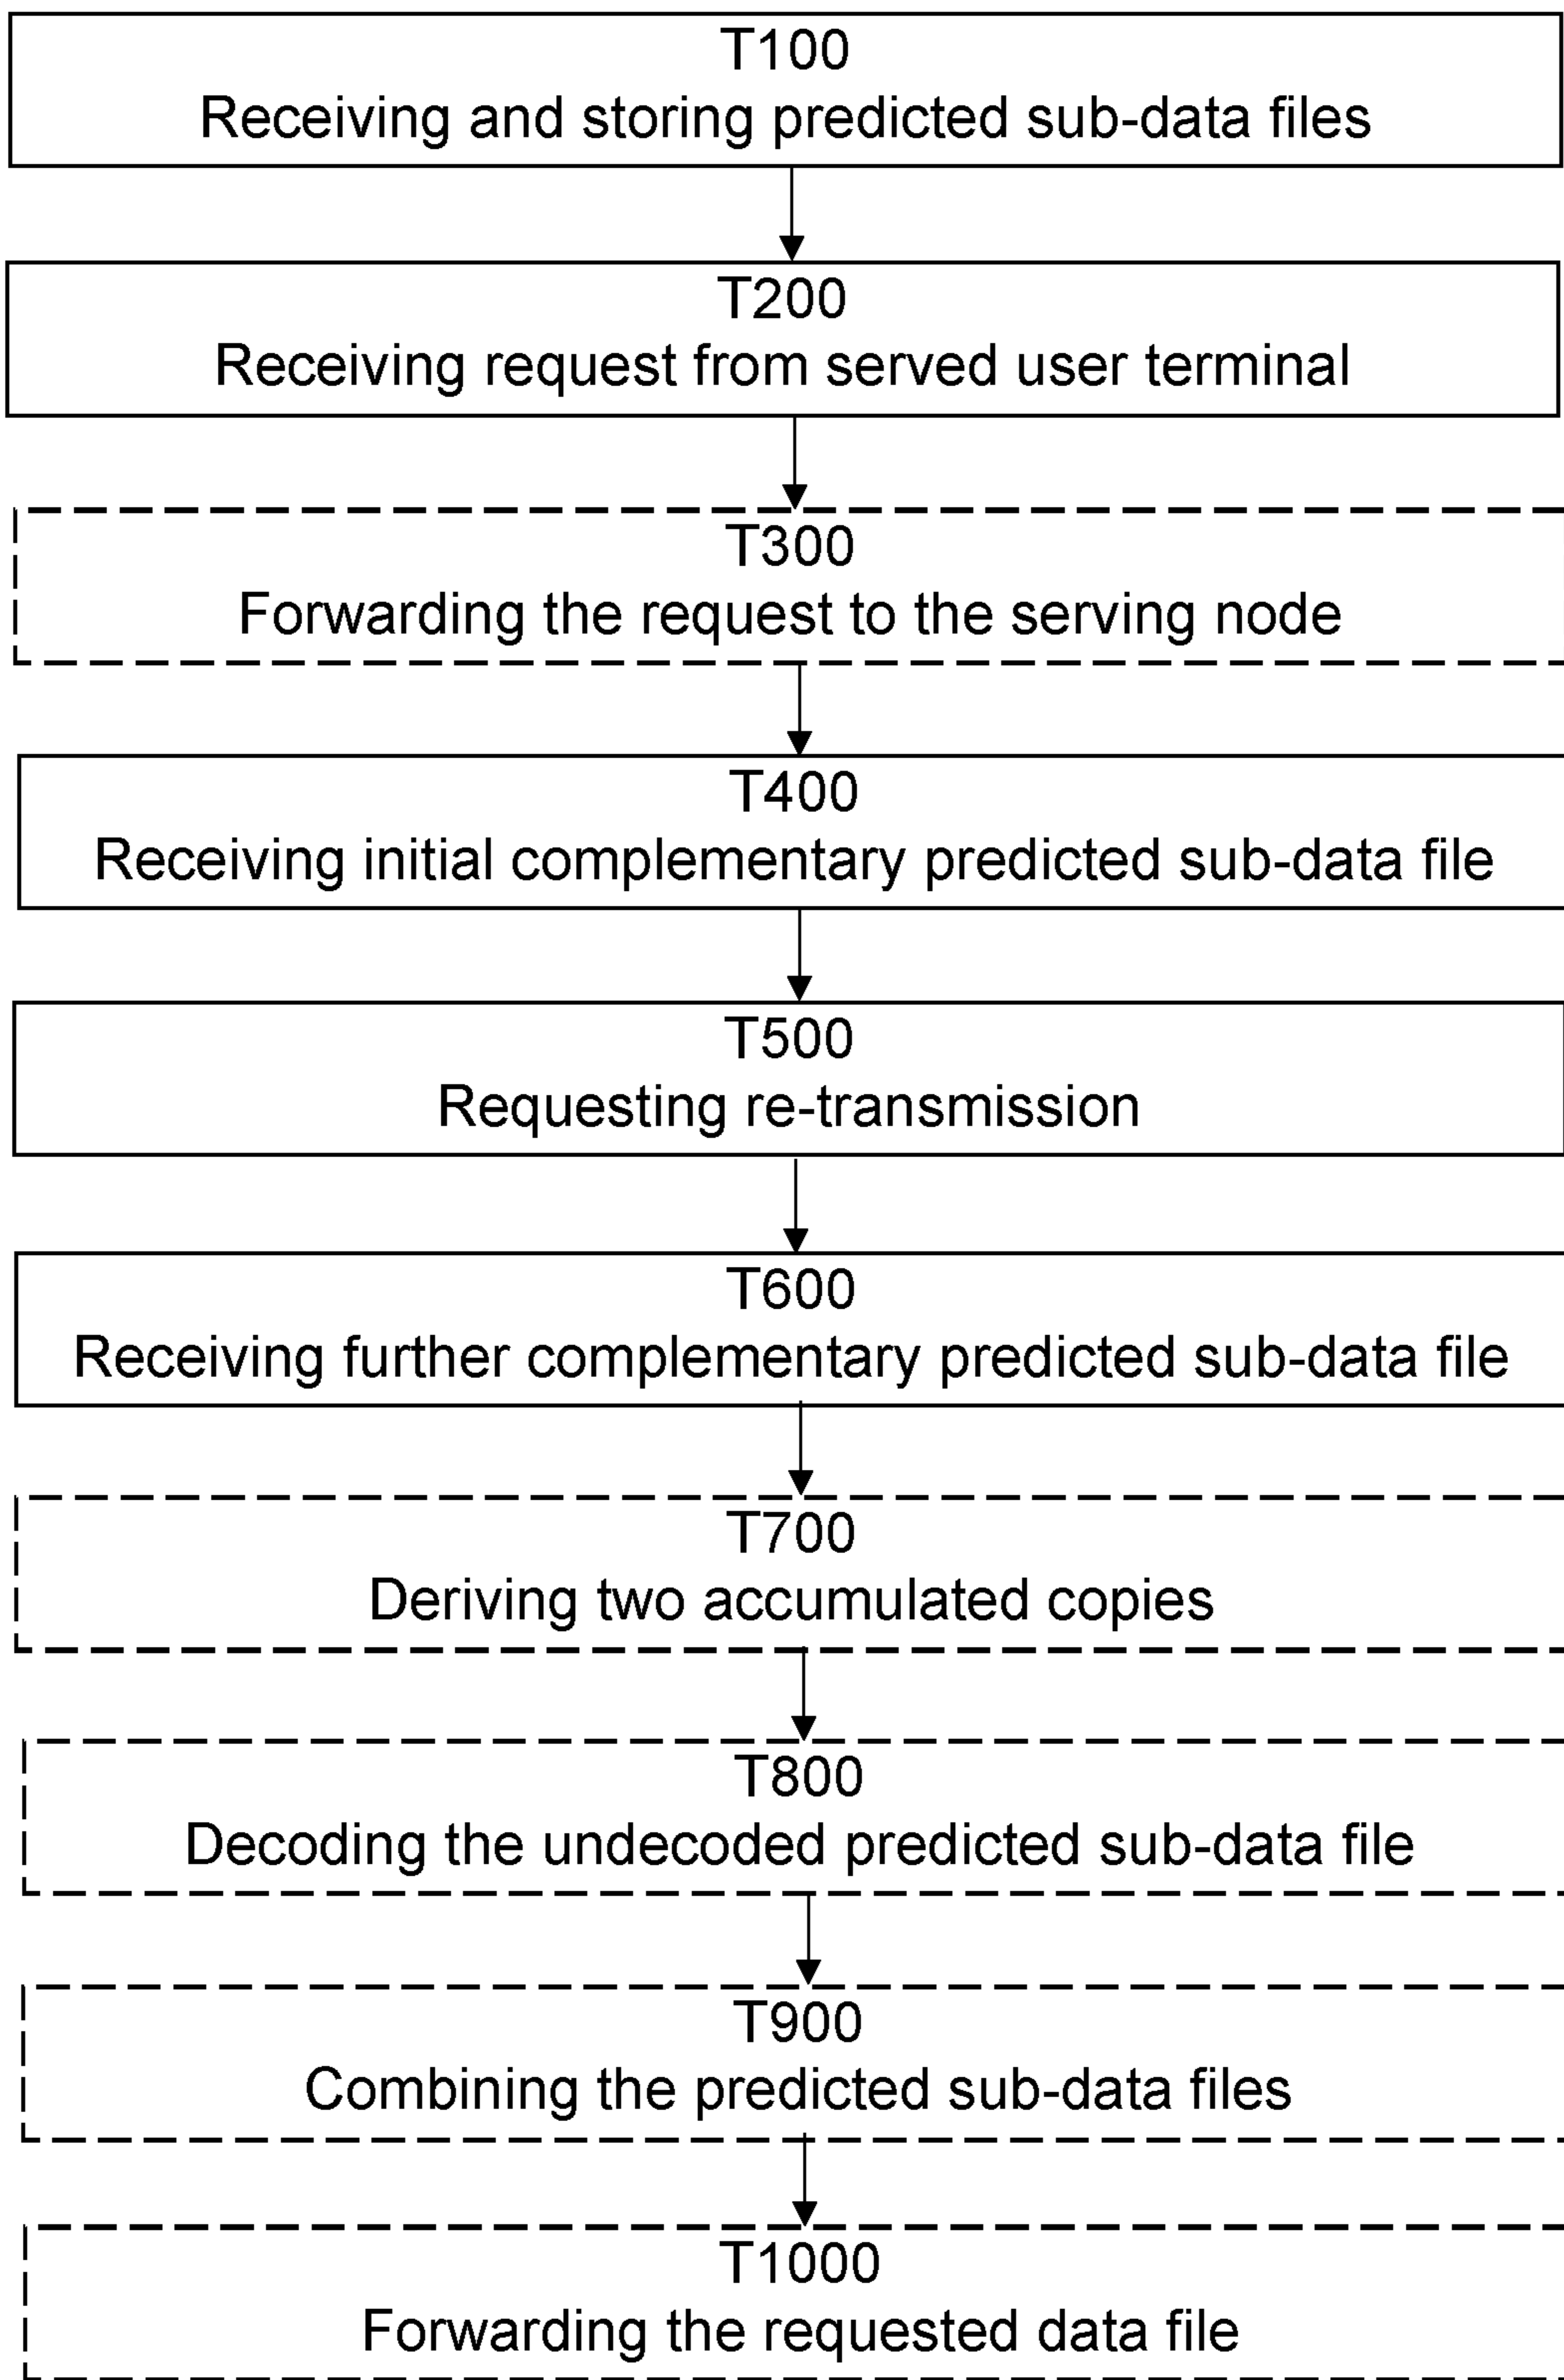 T100
Receiving and storing predicted sub-data files
T200
Receiving request from served user terminal
T300
Forwarding the request to the serving node
T400
Receiving initial complementary predicted sub-data file
T500
Requesting re-transmission
T600
Receiving further complementary predicted sub-data file
T700
Deriving two accumulated copies
T800
Decoding the undecoded predicted sub-data file
T900
Combining the predicted sub-data files
T1000
Forwarding the requested data file